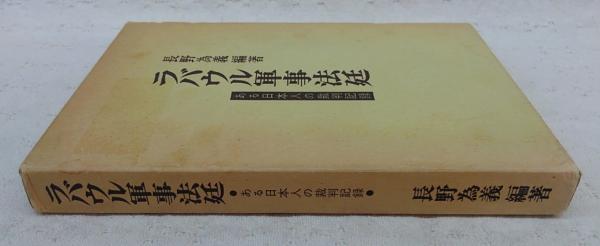 長野為義編著
ラバウル軍事法廷
ある日本人の裁判記録
ラバウル軍事法廷
●ある日本人の裁判記録●
長野為義編著